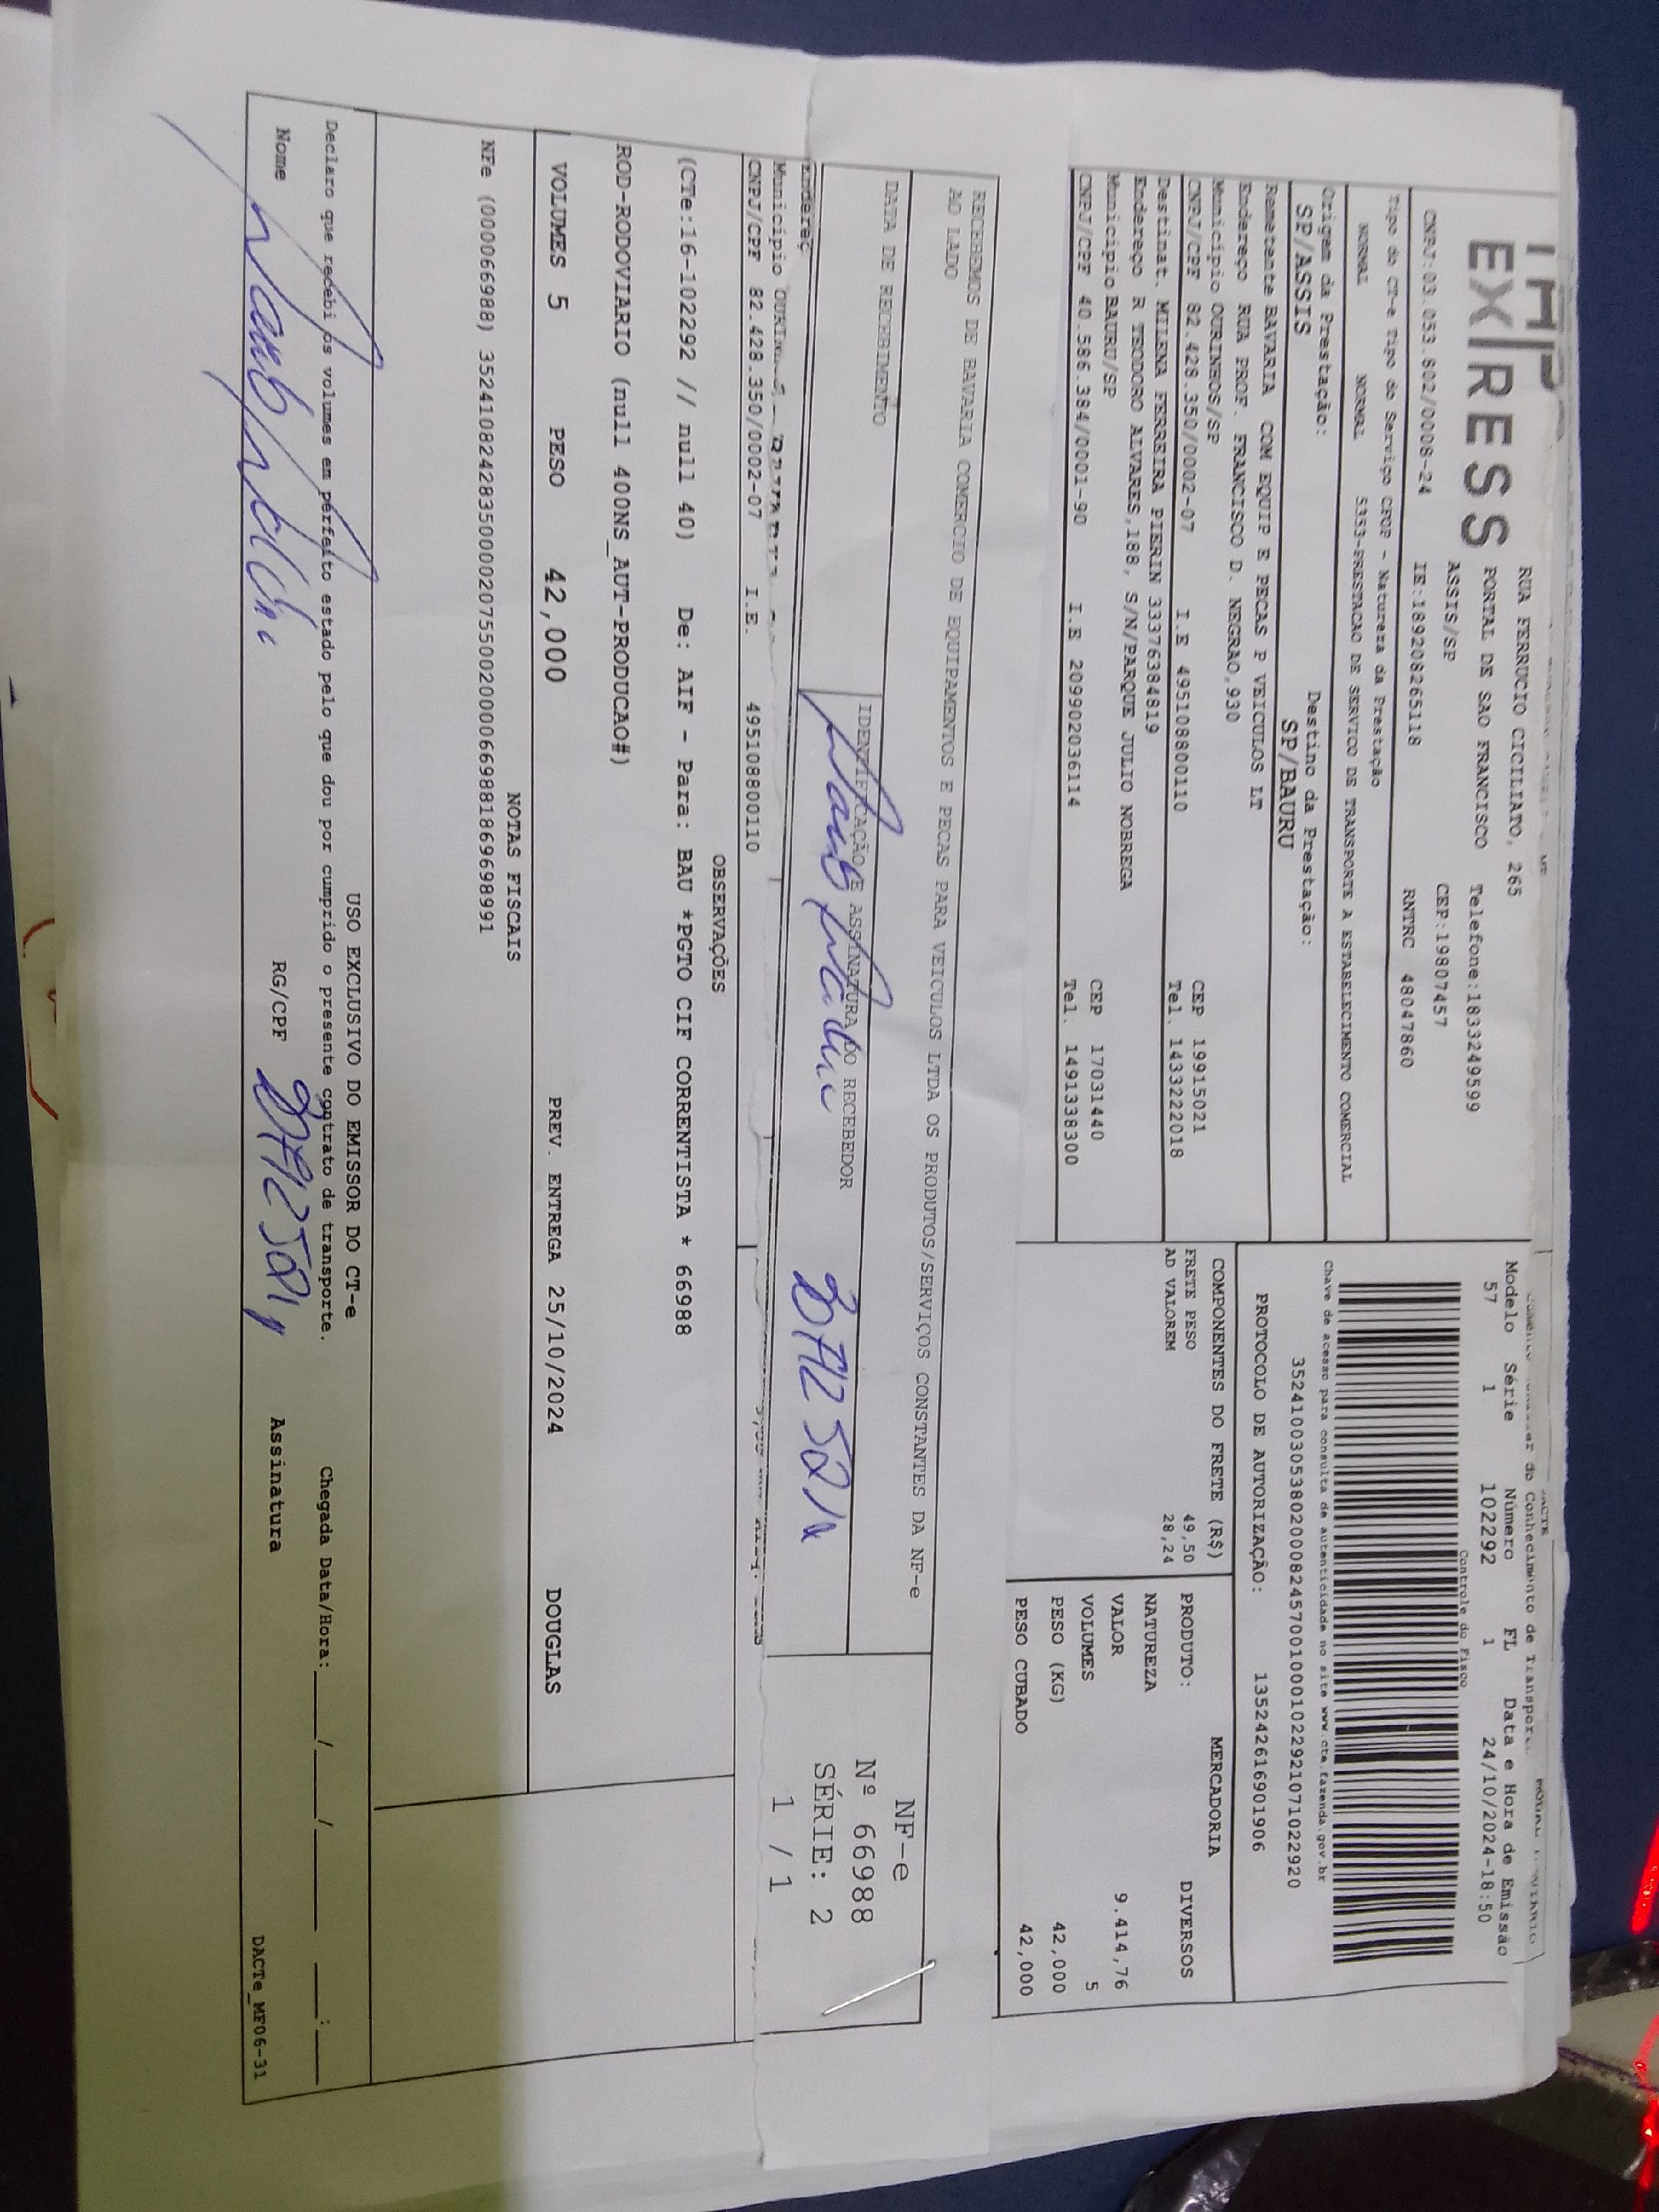 EXPRESS
RUA FERRUCIO CICILIATO, 265
PORTAL DE SAO FRANCISCO Telefone:1833249599
ASSIS/SP CEP:19807457
CNPJ:03.053.802/0008-24 IE:189208265118 RNTRC 48047860
Tipo do CT-e Tipo do Serviço CFOP - Natureza da Prestação
NORMAL NORMAL 5353-PRESTACAO DE SERVICO DE TRANSPORTE A ESTABELECIMENTO COMERCIAL
Origem da Prestação: Destino da Prestação:
SP/ASSIS SP/BAURU
Remetente BAVARIA COM EQUIP E PECAS P VEICULOS LT
Endereço RUA PROF. FRANCISCO D. NEGRAO,930
Município OURINHOS/SP CEP 19915021
CNPJ/CPF 82.428.350/0002-07 I.E 495108800110 Tel. 1433222018
Destinat. MILENA FERREIRA PIERIN 33376384819
Endereço R TEODORO ALVARES,188, S/N/PARQUE JULIO NOBREGA
Município BAURU/SP CEP 17031440
CNPJ/CPF 40.586.384/0001-90 I.E 209902036114 Tel. 1491338300
DACTE
do Conhecimento de Transporte
Modelo Série Número FL Data e Hora de Emissão
57 1 102292 1 24/10/2024-18:50
Controle do Fisco
Chave de acesso para consulta de autenticidade no site www.cte.fazenda.gov.br
35241003053802000824570010001022921071022920
PROTOCOLO DE AUTORIZAÇÃO: 135242616901906
COMPONENTES DO FRETE (R$)
FRETE PESO 49,50
AD VALOREM 28,24
MERCADORIA
PRODUTO: DIVERSOS
NATUREZA
VALOR 9.414,76
VOLUMES 5
PESO (KG) 42,000
PESO CUBADO 42,000
RECEBEMOS DE BAVARIA COMERCIO DE EQUIPAMENTOS E PECAS PARA VEICULOS LTDA OS PRODUTOS/SERVIÇOS CONSTANTES DA NF-e
AO LADO
DATA DE RECEBIMENTO
IDENTIFICAÇÃO E ASSINATURA DO RECEBEDOR
NF-e
Nº 66988
SÉRIE: 2
1 / 1
Endereç
Município
CNPJ/CPF 82.428.350/0002-07 I.E. 495108800110
OBSERVAÇÕES
(CTe:16-102292 // null 40) De: AIF - Para: BAU *PGTO CIF CORRENTISTA * 66988
ROD-RODOVIARIO (null 400NS_AUT-PRODUCAO#)
VOLUMES 5 PESO 42,000 PREV. ENTREGA 25/10/2024 DOUGLAS
NOTAS FISCAIS
NFe (000066988) 35241082428350000207550020000669881869698991
USO EXCLUSIVO DO EMISSOR DO CT-e
Declaro que recebi os volumes em perfeito estado pelo que dou por cumprido o presente contrato de transporte. Chegada Data/Hora:____/____/______ ___:___
Nome RG/CPF Assinatura
DACTe_MF06-31